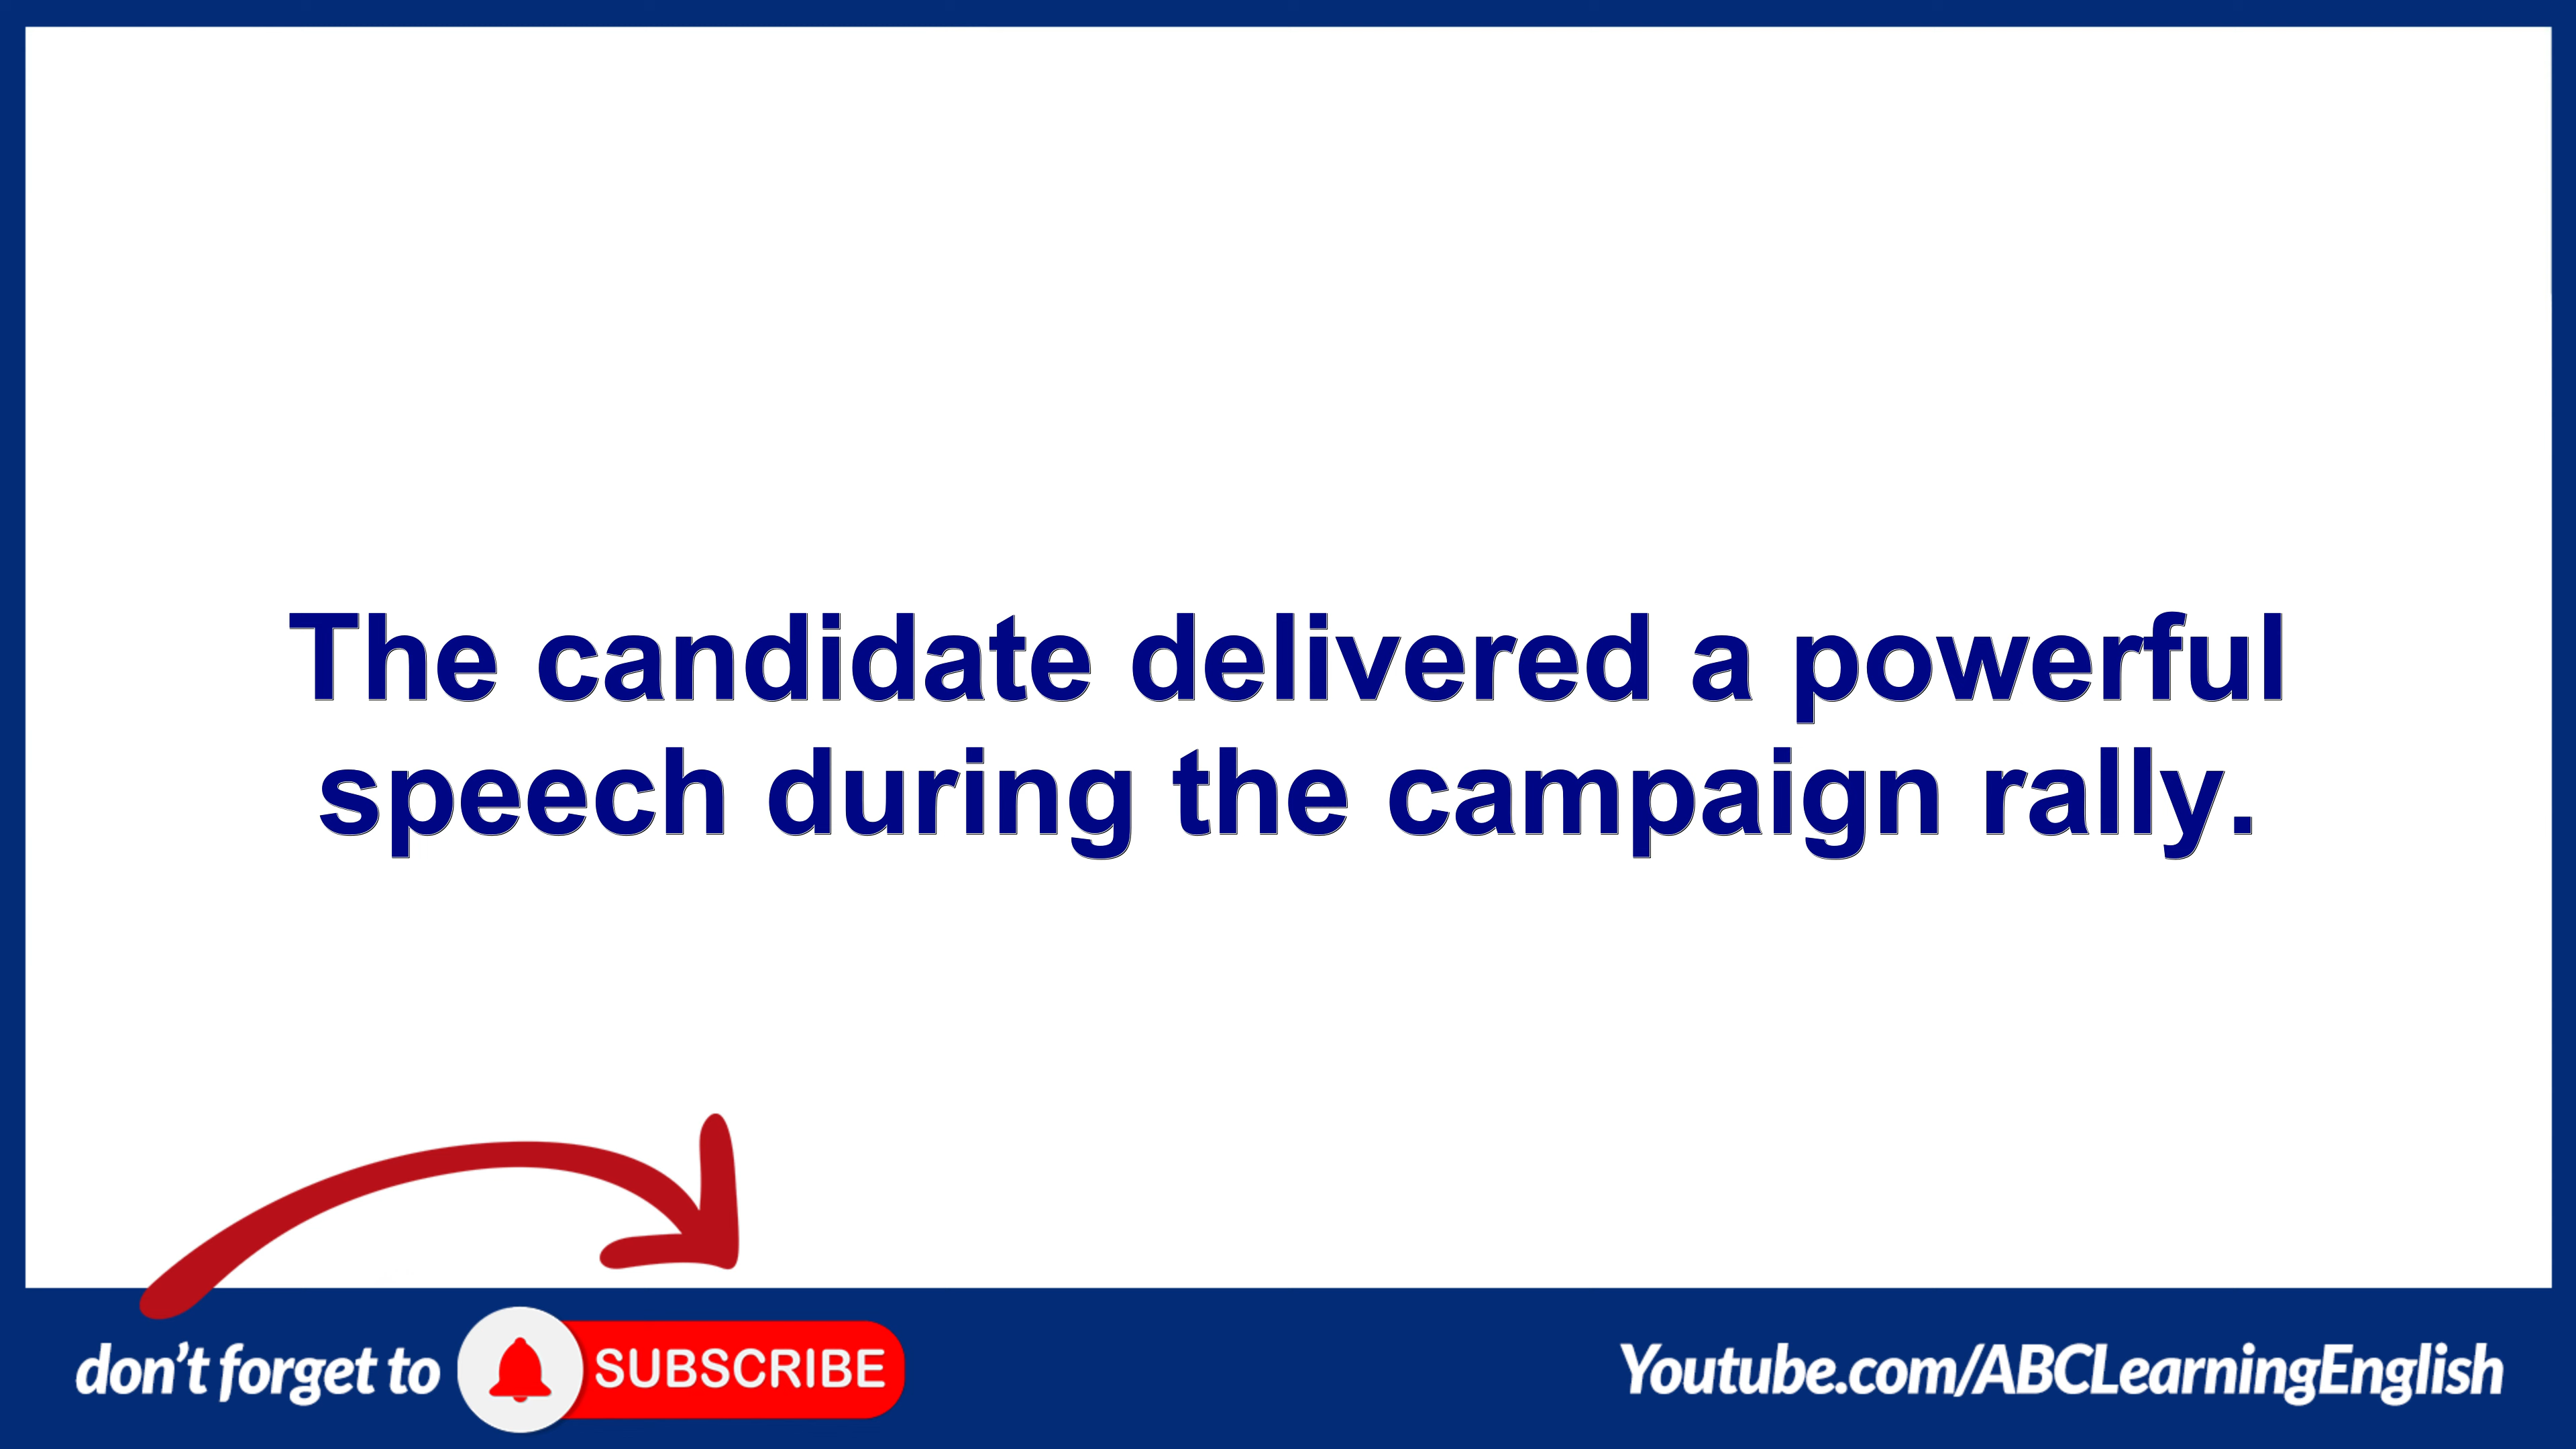 The candidate delivered a powerful
speech during the campaign rally.
don't forget to SUBSCRIBE
Youtube.com/ABCLearningEnglish